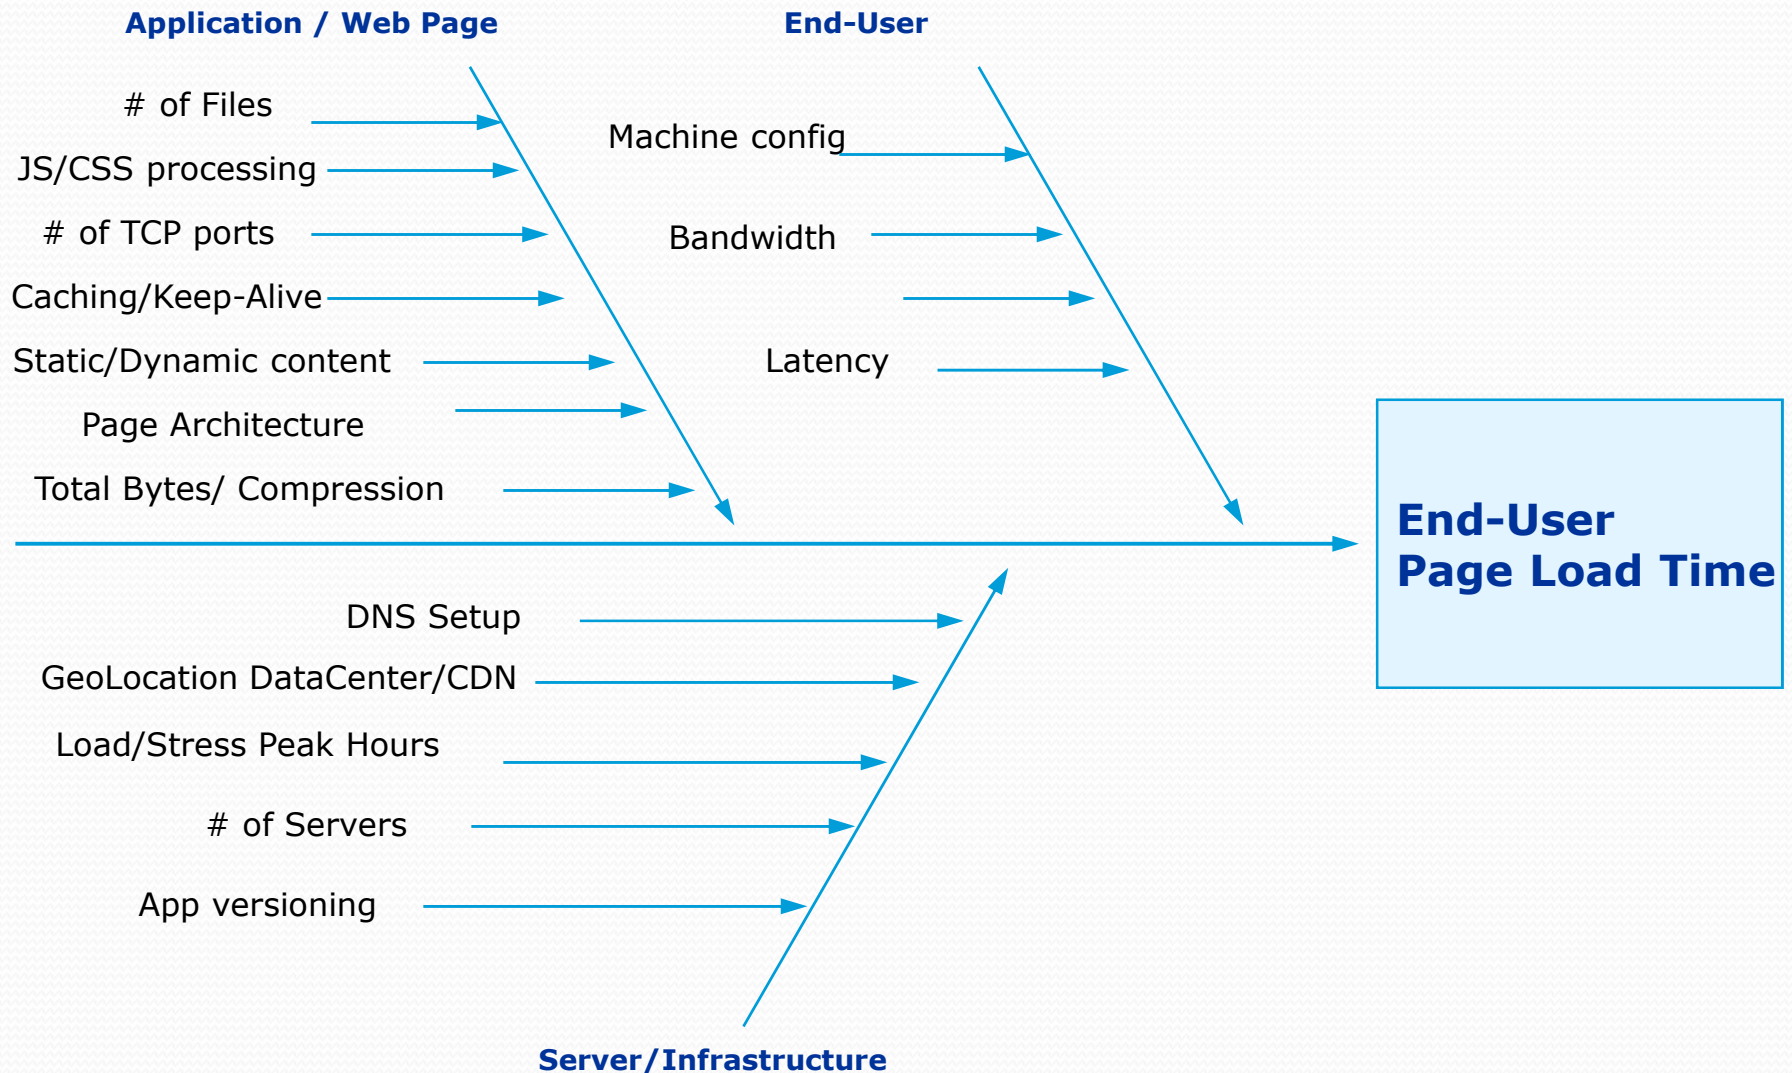 Application / Web Page
End-User
# of Files
JS/CSS processing
# of TCP ports
Caching/Keep-Alive
Static/Dynamic content
Page Architecture
Total Bytes/ Compression
Machine config
Bandwidth
Latency
End-User
Page Load Time
DNS Setup
GeoLocation DataCenter/CDN
Load/Stress Peak Hours
# of Servers
App versioning
Server/Infrastructure